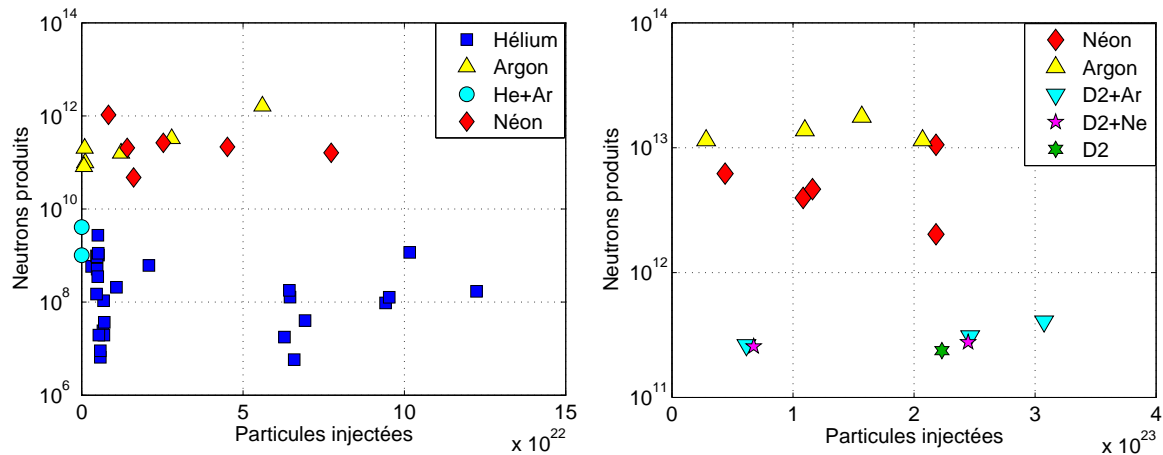 10^14
10^12
10^10
10^8
10^6
Neutrons produits
0
5
10
15
Particules injectées
x 10^22
Hélium
Argon
He+Ar
Néon
10^14
10^13
10^12
10^11
Neutrons produits
0
1
2
3
4
Particules injectées
x 10^23
Néon
Argon
D2+Ar
D2+Ne
D2